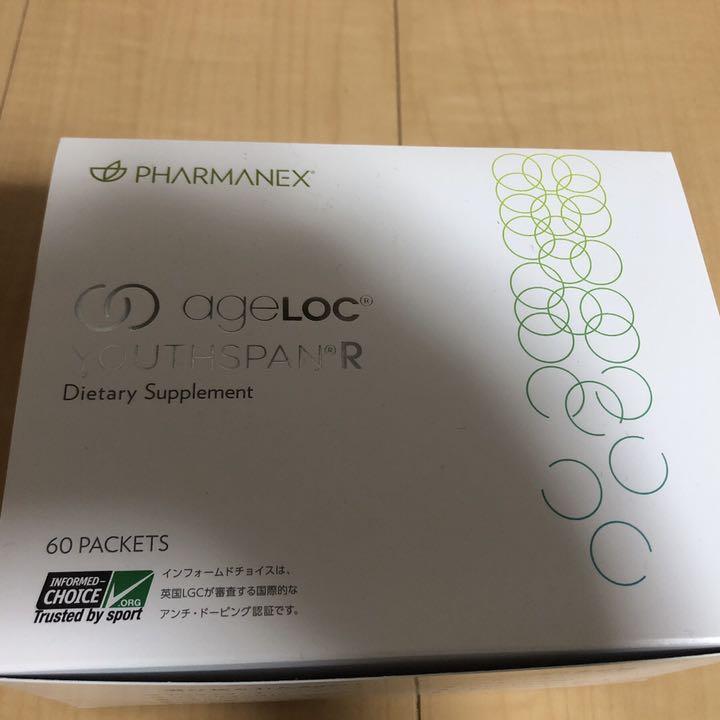 PHARMANEX®
ageLOC®
YOUTHSPAN® R
Dietary Supplement
60 PACKETS
INFORMED-
CHOICE
.ORG
Trusted by sport
インフォームドチョイスは、
英国LGCが審査する国際的な
アンチ・ドーピング認証です。